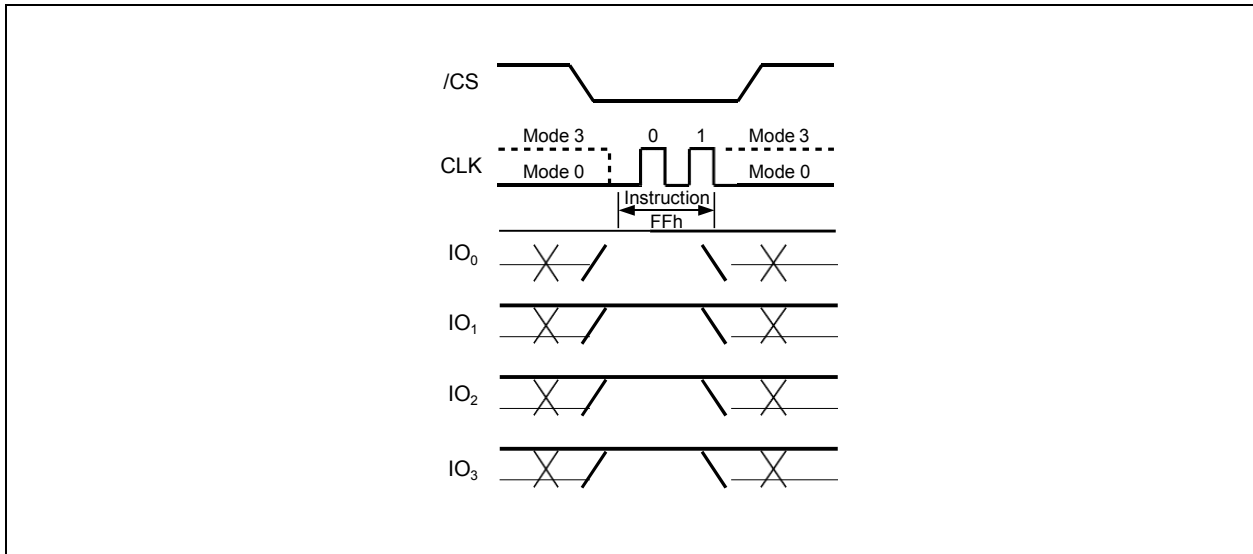 /CS
Mode 3 0 1 Mode 3
CLK
Mode 0 Mode 0
Instruction
FFh
IO0
IO1
IO2
IO3